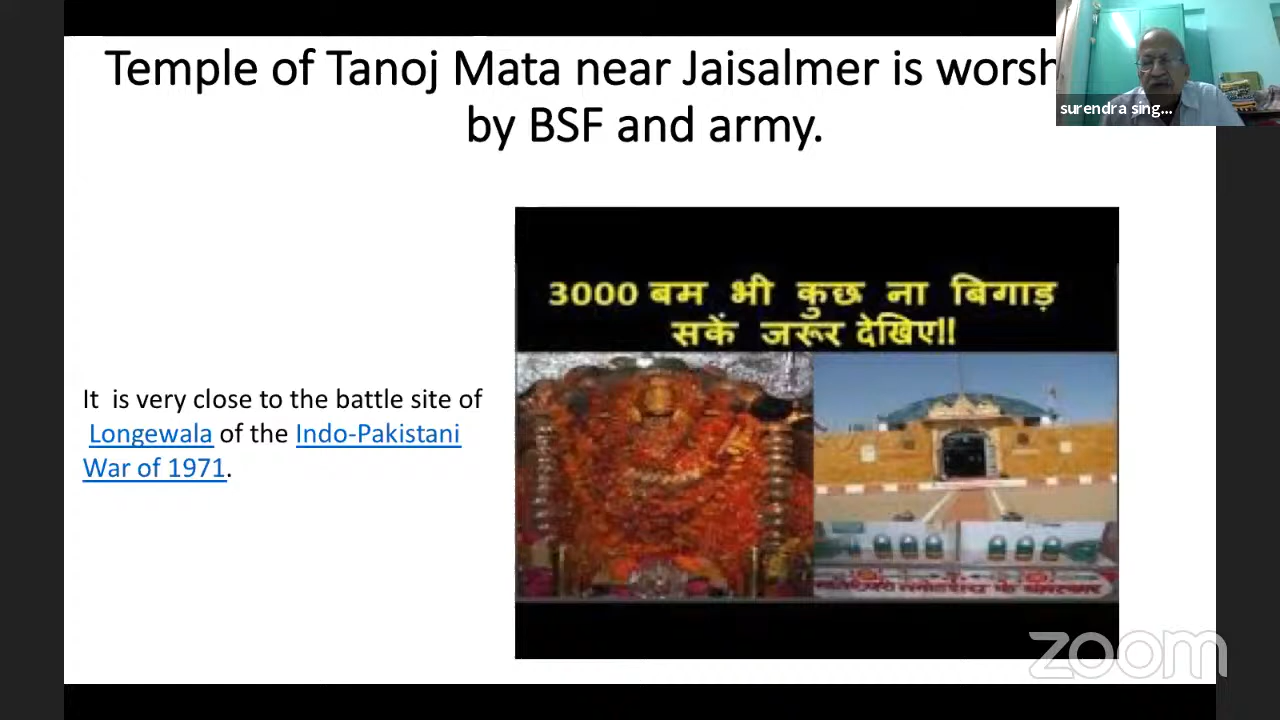 Temple of Tanoj Mata near Jaisalmer is worsh
by BSF and army.
surendra sing...
3000 बम भी कुछ ना बिगाड़
सकें जरूर देखिए!!
It is very close to the battle site of
Longewala of the Indo-Pakistani
War of 1971.
के चमत्कार
zoom